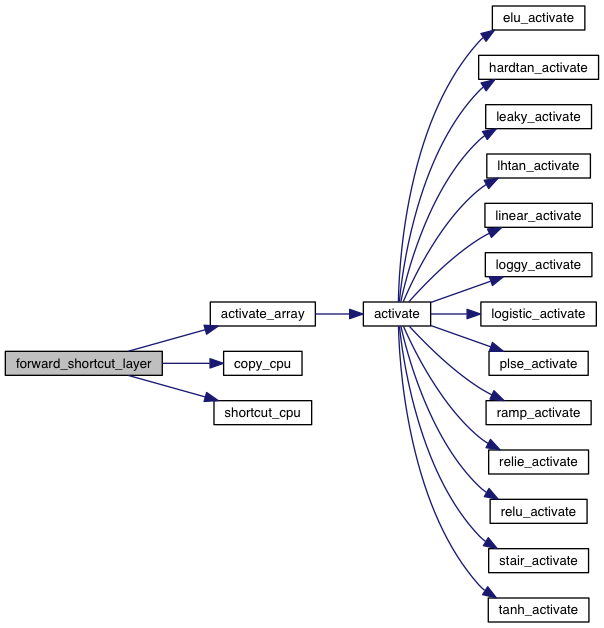 elu_activate
hardtan_activate
leaky_activate
lhtan_activate
linear_activate
loggy_activate
activate_array
activate
logistic_activate
forward_shortcut_layer
copy_cpu
plse_activate
shortcut_cpu
ramp_activate
relie_activate
relu_activate
stair_activate
tanh_activate